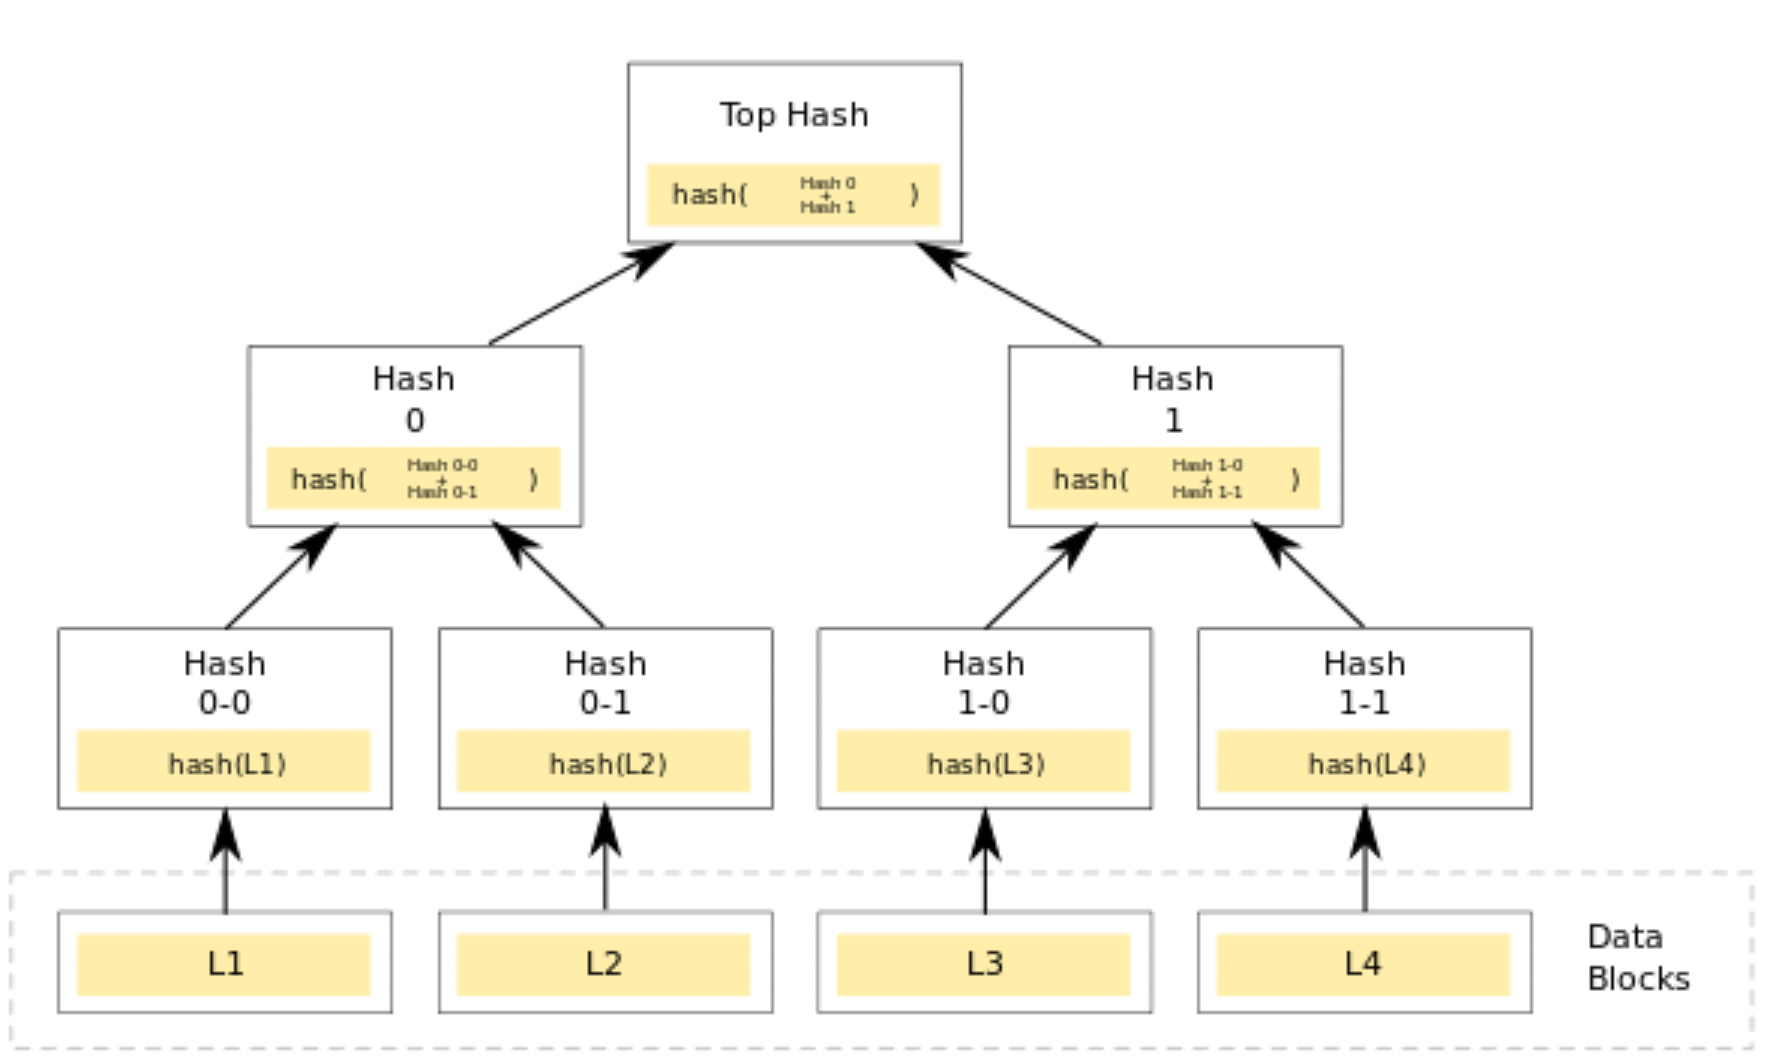 Top Hash
hash( Hash 0 + Hash 1 )
Hash
0
hash( Hash 0-0 + Hash 0-1 )
Hash
1
hash( Hash 1-0 + Hash 1-1 )
Hash
0-0
hash(L1)
Hash
0-1
hash(L2)
Hash
1-0
hash(L3)
Hash
1-1
hash(L4)
L1
L2
L3
L4
Data
Blocks